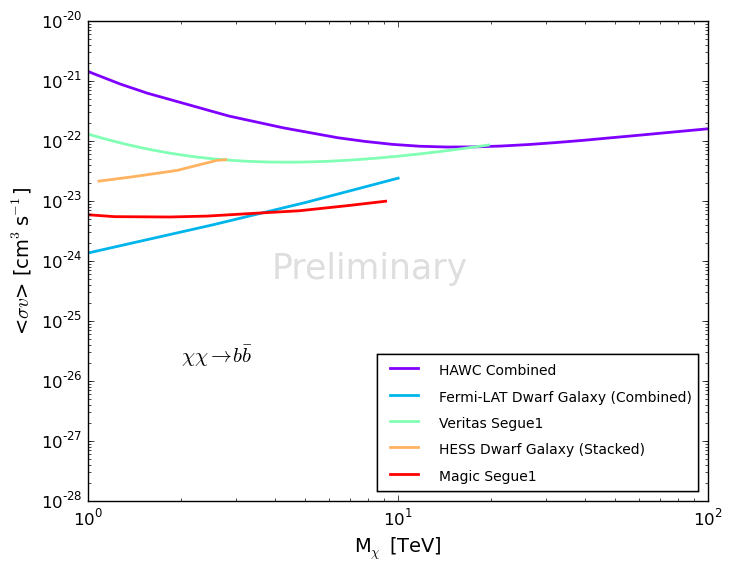 10^-20
10^-21
10^-22
10^-23
10^-24
10^-25
10^-26
10^-27
10^-28
<σv> [cm^3 s^-1]
Preliminary
χχ→bb̄
HAWC Combined
Fermi-LAT Dwarf Galaxy (Combined)
Veritas Segue1
HESS Dwarf Galaxy (Stacked)
Magic Segue1
10^0 10^1 10^2
M_χ [TeV]